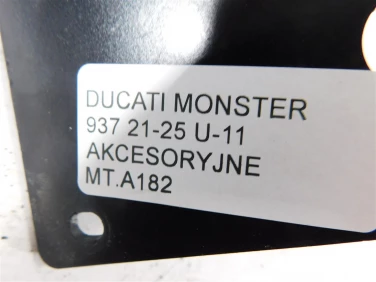 DUCATI MONSTER
937 21-25 U-11
AKCESORYJNE
MT.A182